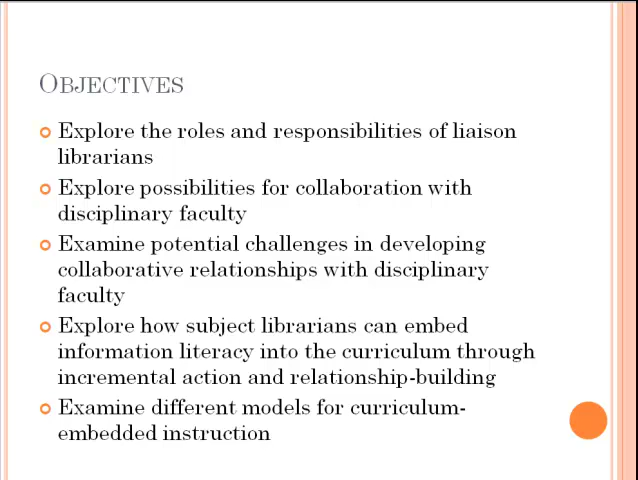 OBJECTIVES
Explore the roles and responsibilities of liaison
librarians
Explore possibilities for collaboration with
disciplinary faculty
Examine potential challenges in developing
collaborative relationships with disciplinary
faculty
Explore how subject librarians can embed
information literacy into the curriculum through
incremental action and relationship-building
Examine different models for curriculum-
embedded instruction